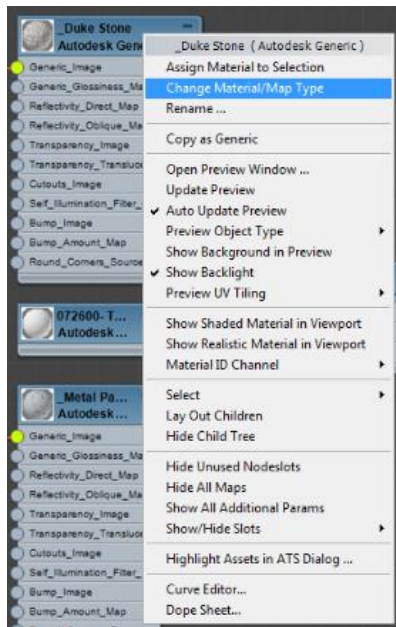 _Duke Stone
Autodesk Gene
Generic_Image
Generic_Glossiness_Ma
Reflectivity_Direct_Map
Reflectivity_Oblique_Ma
Transparency_Image
Transparency_Transluce
Cutouts_Image
Self_Illumination_Filter_
Bump_Image
Bump_Amount_Map
Round_Corners_Source
072600- T...
Autodesk...
_Metal Pa...
Autodesk...
Generic_Image
Generic_Glossiness_Ma
Reflectivity_Direct_Map
Reflectivity_Oblique_Ma
Transparency_Image
Transparency_Transluce
Cutouts_Image
Self_Illumination_Filter_
Bump_Image
Bump_Amount_Map
_Duke Stone ( Autodesk Generic )
Assign Material to Selection
Change Material/Map Type
Rename ...
Copy as Generic
Open Preview Window ...
Update Preview
Auto Update Preview
Preview Object Type
Show Background in Preview
Show Backlight
Preview UV Tiling
Show Shaded Material in Viewport
Show Realistic Material in Viewport
Material ID Channel
Select
Lay Out Children
Hide Child Tree
Hide Unused Nodeslots
Hide All Maps
Show All Additional Params
Show/Hide Slots
Highlight Assets in ATS Dialog ...
Curve Editor...
Dope Sheet...